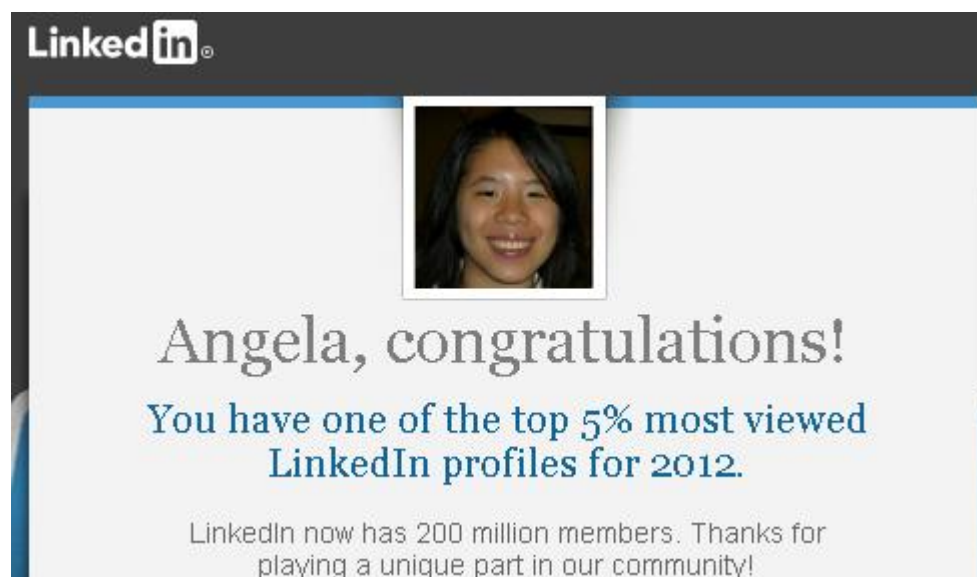 Linked in ®
Angela, congratulations!
You have one of the top 5% most viewed
LinkedIn profiles for 2012.
LinkedIn now has 200 million members. Thanks for
playing a unique part in our community!